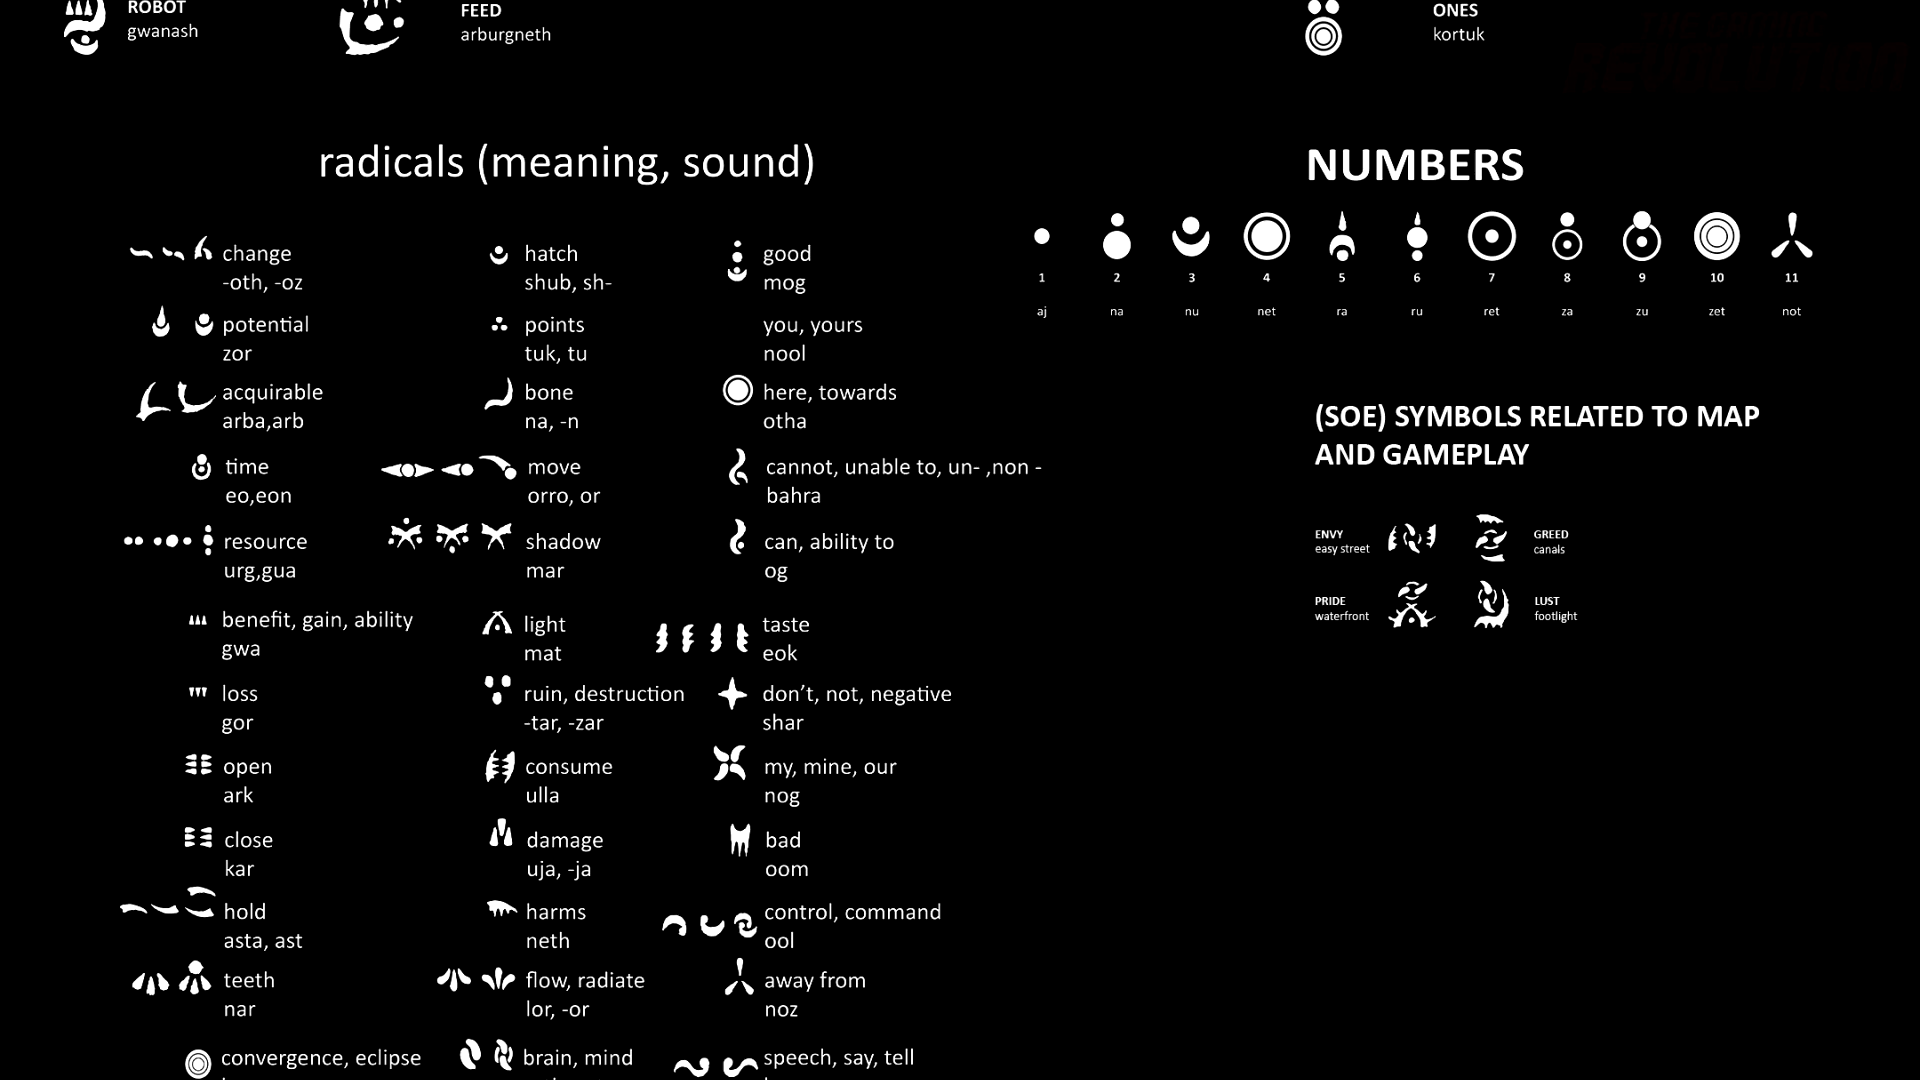 ROBOT
gwanash
FEED
arburgneth
ONES
kortuk
REVOLUTION
radicals (meaning, sound)
change
-oth, -oz
potential
zor
acquirable
arba,arb
time
eo,eon
resource
urg,gua
benefit, gain, ability
gwa
loss
gor
open
ark
close
kar
hold
asta, ast
teeth
nar
convergence, eclipse
hatch
shub, sh-
points
tuk, tu
bone
na, -n
move
orro, or
shadow
mar
light
mat
ruin, destruction
-tar, -zar
consume
ulla
damage
uja, -ja
harms
neth
flow, radiate
lor, -or
brain, mind
good
mog
you, yours
nool
here, towards
otha
cannot, unable to, un- ,non -
bahra
can, ability to
og
taste
eok
don’t, not, negative
shar
my, mine, our
nog
bad
oom
control, command
ool
away from
noz
speech, say, tell
NUMBERS
1 2 3 4 5 6 7 8 9 10 11
aj na nu net ra ru ret za zu zet not
(SOE) SYMBOLS RELATED TO MAP
AND GAMEPLAY
ENVY
easy street
GREED
canals
PRIDE
waterfront
LUST
footlight